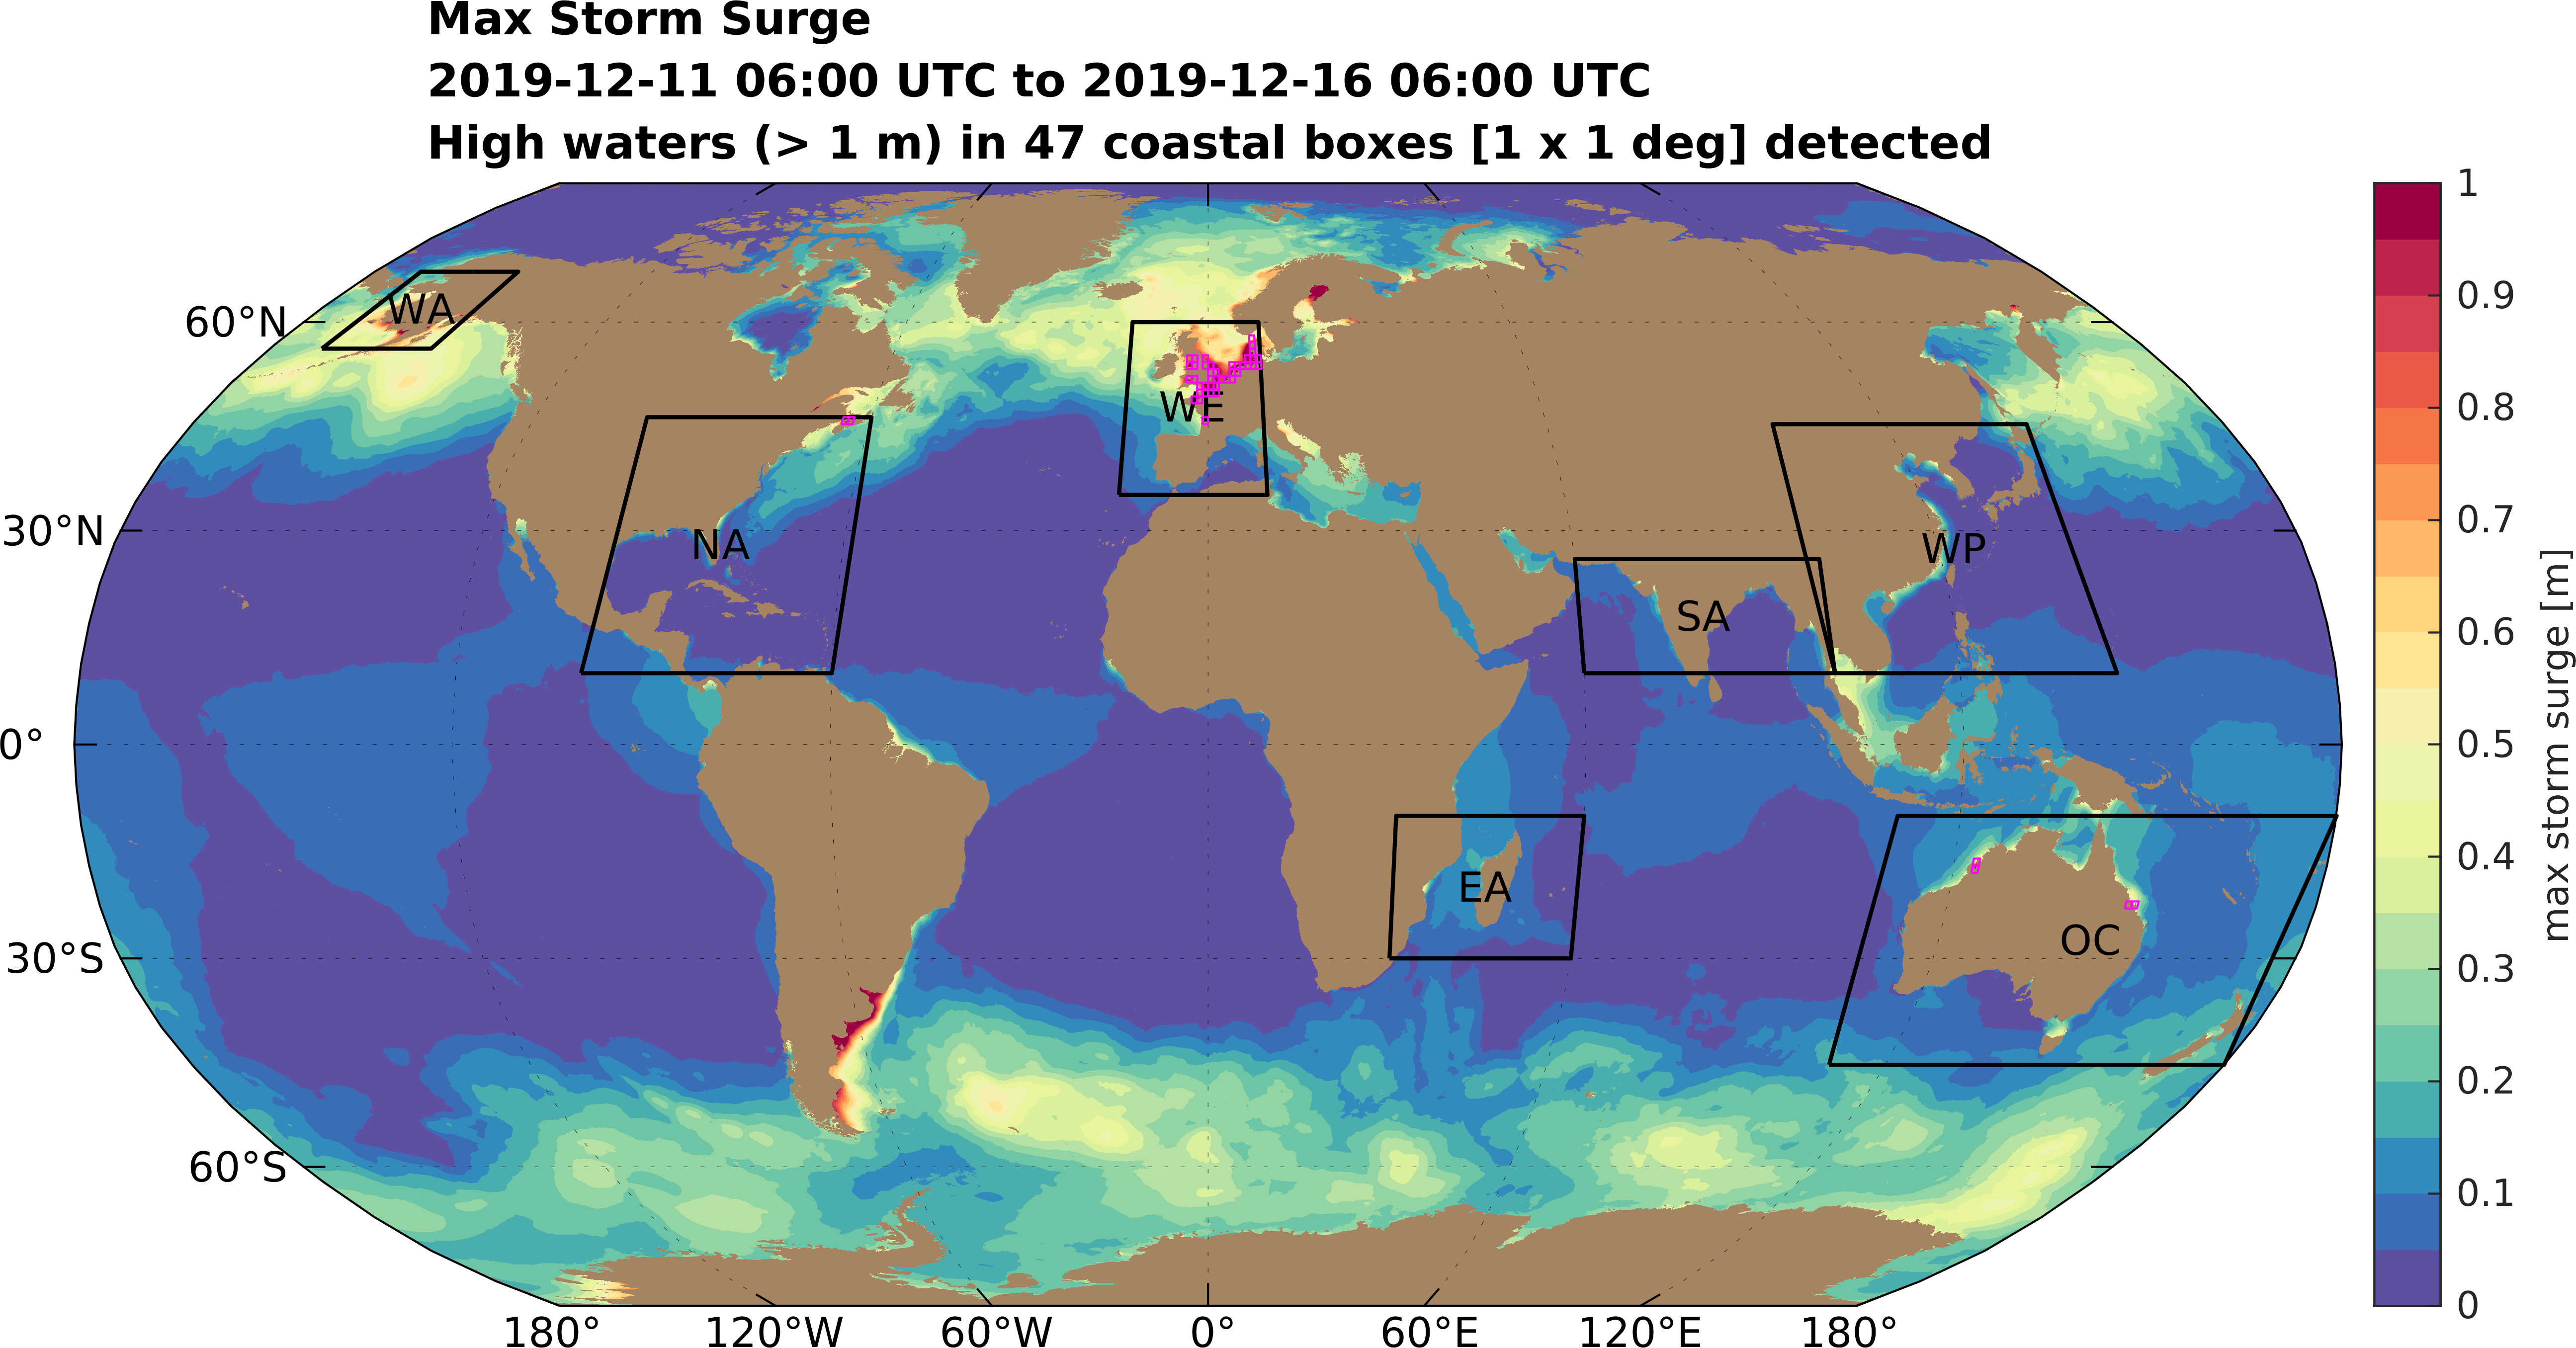 Max Storm Surge
2019-12-11 06:00 UTC to 2019-12-16 06:00 UTC
High waters (> 1 m) in 47 coastal boxes [1 x 1 deg] detected
60°N
30°N
0°
30°S
60°S
WA
NA
WE
SA
WP
EA
OC
180°
120°W
60°W
0°
60°E
120°E
180°
1
0.9
0.8
0.7
0.6
0.5
0.4
0.3
0.2
0.1
0
max storm surge [m]